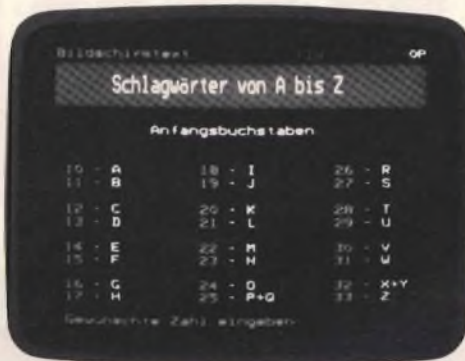 Bildschirmtext 0P
Schlagwörter von A bis Z
Anfangsbuchstaben
10 - A 18 - I 26 - R
11 - B 19 - J 27 - S
12 - C 20 - K 28 - T
13 - D 21 - L 29 - U
14 - E 22 - M 30 - V
15 - F 23 - N 31 - W
16 - G 24 - O 32 - X+Y
17 - H 25 - P+Q 33 - Z
Gewünschte Zahl eingeben